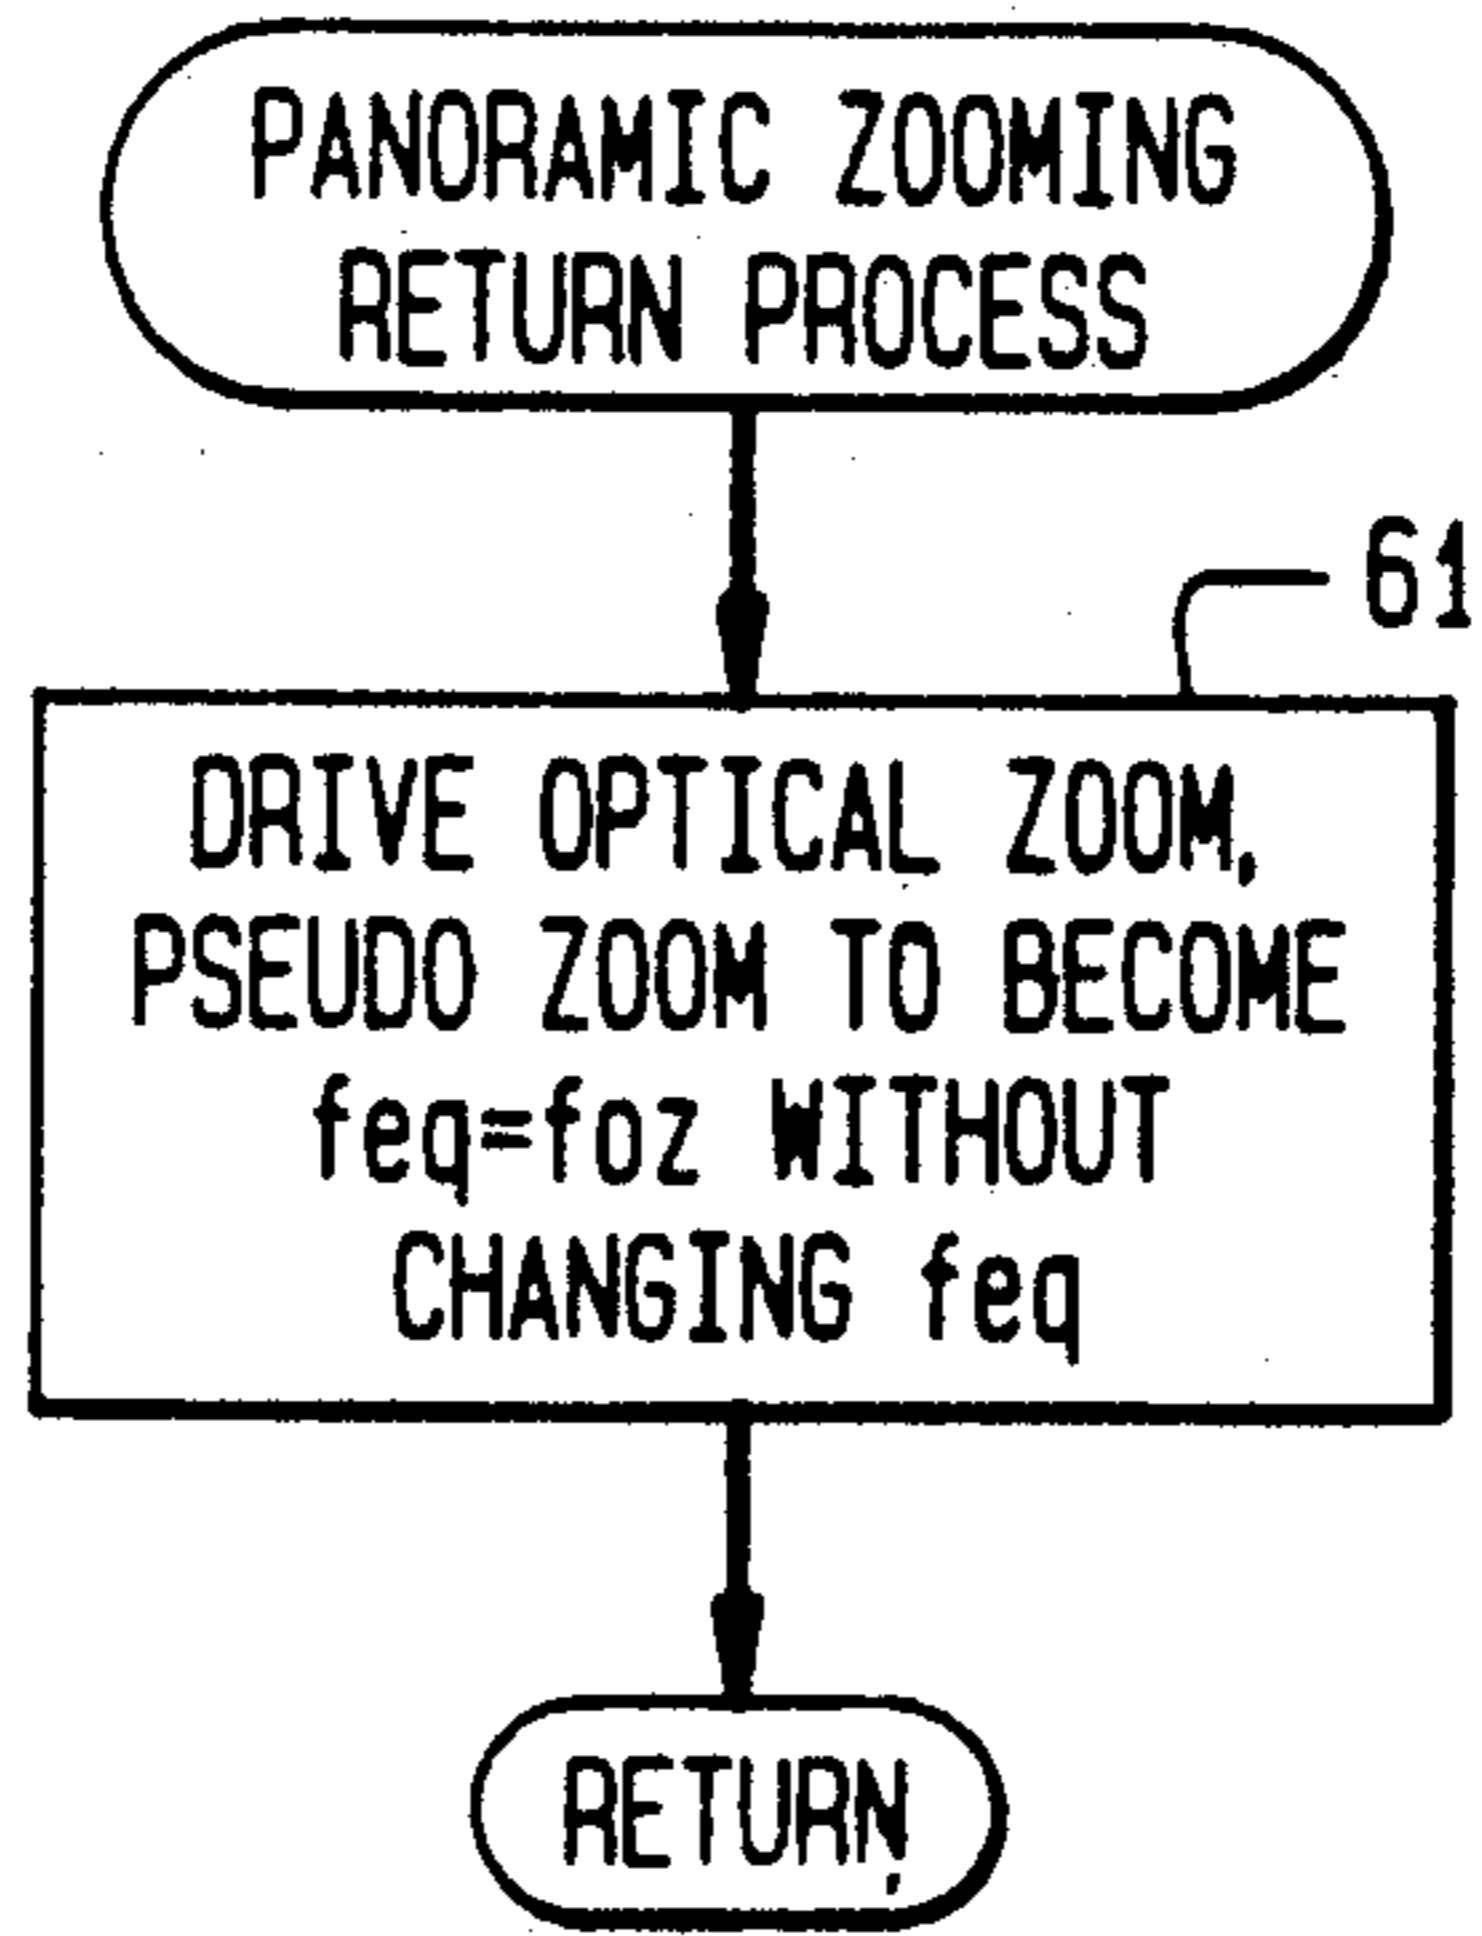 PANORAMIC ZOOMING
RETURN PROCESS
61
DRIVE OPTICAL ZOOM,
PSEUDO ZOOM TO BECOME
feq=foz WITHOUT
CHANGING feq
RETURN